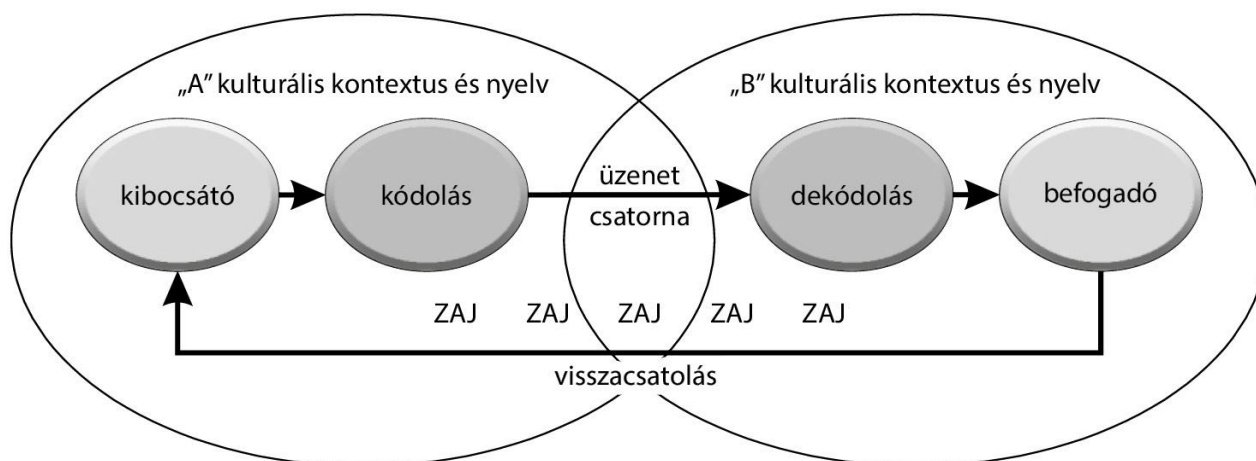 „A” kulturális kontextus és nyelv
„B” kulturális kontextus és nyelv
kibocsátó
kódolás
üzenet
csatorna
dekódolás
befogadó
ZAJ ZAJ ZAJ ZAJ ZAJ
visszacsatolás